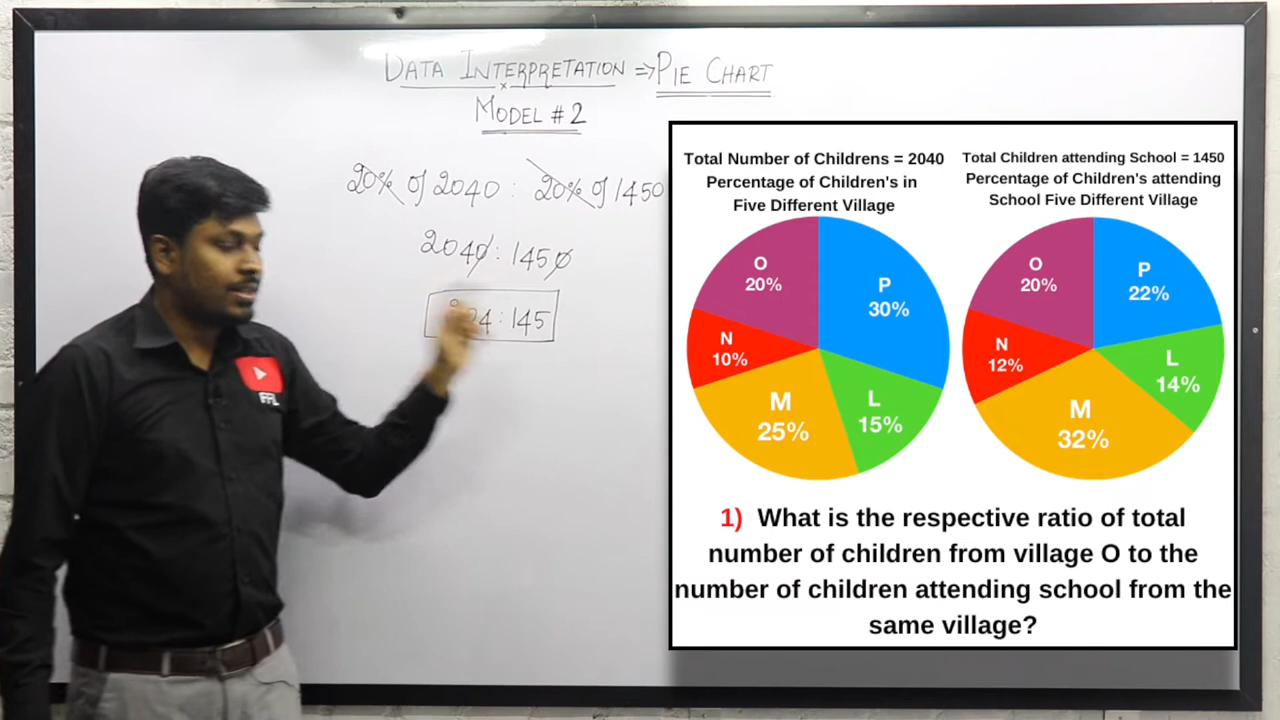 DATA INTERPRETATION ⇒ PIE CHART
MODEL # 2
20% of 2040 : 20% of 1450
2040 : 1450
: 145
FFL
Total Number of Childrens = 2040
Percentage of Children's in
Five Different Village
O
20%
P
30%
N
10%
M
25%
L
15%
Total Children attending School = 1450
Percentage of Children's attending
School Five Different Village
O
20%
P
22%
N
12%
L
14%
M
32%
1) What is the respective ratio of total
number of children from village O to the
number of children attending school from the
same village?